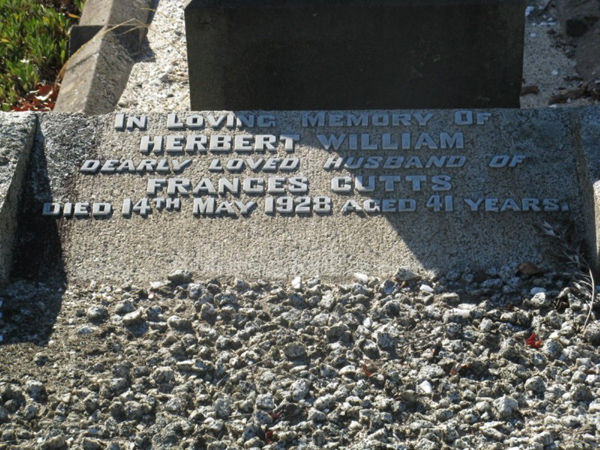 In Loving Memory of
Herbert William
Dearly Loved Husband of
Frances Cutts
Died 14th May 1928 Aged 41 Years.